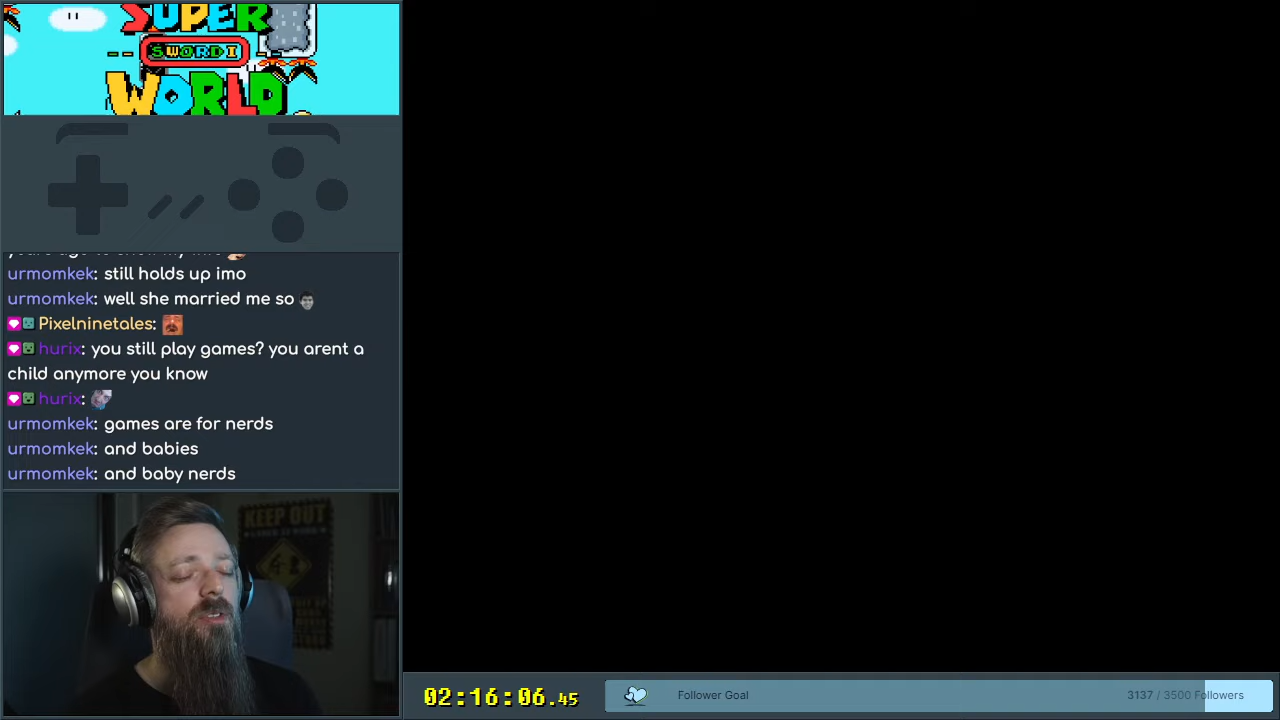 SUPER
SWORDI
WORLD
urmomkek: still holds up imo
urmomkek: well she married me so
Pixelninetales:
hurix: you still play games? you arent a
child anymore you know
hurix:
urmomkek: games are for nerds
urmomkek: and babies
urmomkek: and baby nerds
KEEP OUT
02:16:06.45
Follower Goal
3137 / 3500 Followers